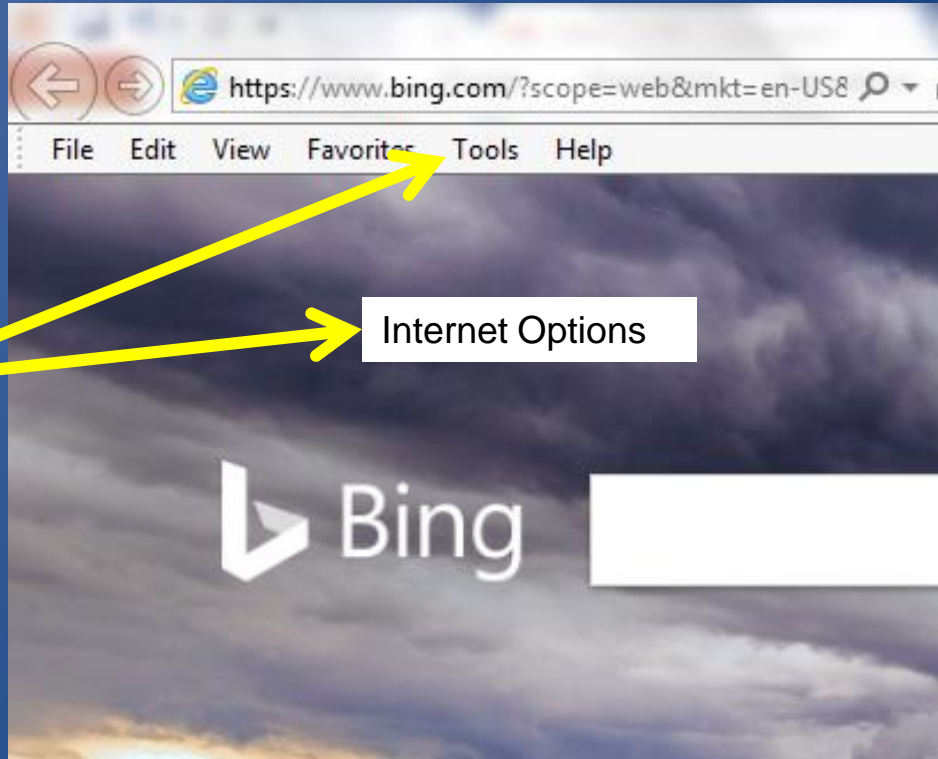 https://www.bing.com/?scope=web&mkt=en-US8
File Edit View Favorites Tools Help
Internet Options
Bing